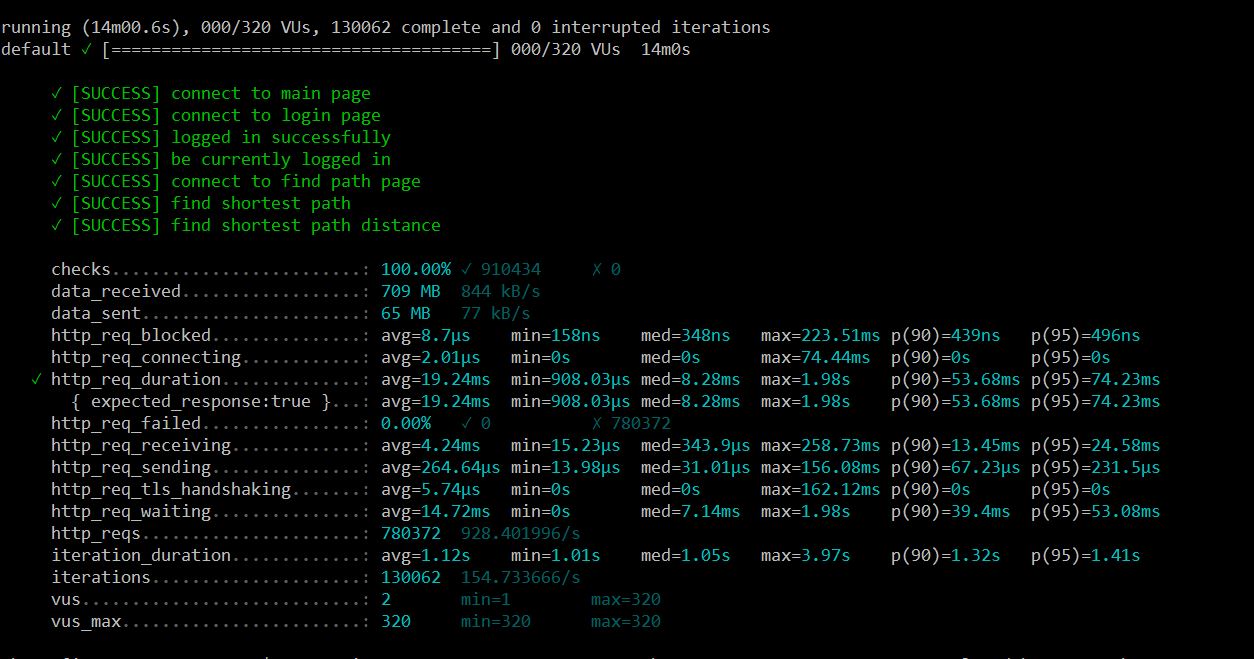 running (14m00.6s), 000/320 VUs, 130062 complete and 0 interrupted iterations
default ✓ [======================================] 000/320 VUs  14m0s
✓ [SUCCESS] connect to main page
✓ [SUCCESS] connect to login page
✓ [SUCCESS] logged in successfully
✓ [SUCCESS] be currently logged in
✓ [SUCCESS] connect to find path page
✓ [SUCCESS] find shortest path
✓ [SUCCESS] find shortest path distance
checks.........................: 100.00% ✓ 910434     ✗ 0
data_received..................: 709 MB  844 kB/s
data_sent......................: 65 MB   77 kB/s
http_req_blocked...............: avg=8.7µs    min=158ns    med=348ns    max=223.51ms p(90)=439ns   p(95)=496ns
http_req_connecting............: avg=2.01µs   min=0s       med=0s       max=74.44ms  p(90)=0s      p(95)=0s
✓ http_req_duration..............: avg=19.24ms  min=908.03µs med=8.28ms   max=1.98s    p(90)=53.68ms p(95)=74.23ms
{ expected_response:true }...: avg=19.24ms  min=908.03µs med=8.28ms   max=1.98s    p(90)=53.68ms p(95)=74.23ms
http_req_failed................: 0.00%   ✓ 0          ✗ 780372
http_req_receiving.............: avg=4.24ms   min=15.23µs  med=343.9µs  max=258.73ms p(90)=13.45ms p(95)=24.58ms
http_req_sending...............: avg=264.64µs min=13.98µs  med=31.01µs  max=156.08ms p(90)=67.23µs p(95)=231.5µs
http_req_tls_handshaking.......: avg=5.74µs   min=0s       med=0s       max=162.12ms p(90)=0s      p(95)=0s
http_req_waiting...............: avg=14.72ms  min=0s       med=7.14ms   max=1.98s    p(90)=39.4ms  p(95)=53.08ms
http_reqs......................: 780372  928.401996/s
iteration_duration.............: avg=1.12s    min=1.01s    med=1.05s    max=3.97s    p(90)=1.32s   p(95)=1.41s
iterations.....................: 130062  154.733666/s
vus............................: 2       min=1        max=320
vus_max........................: 320     min=320      max=320